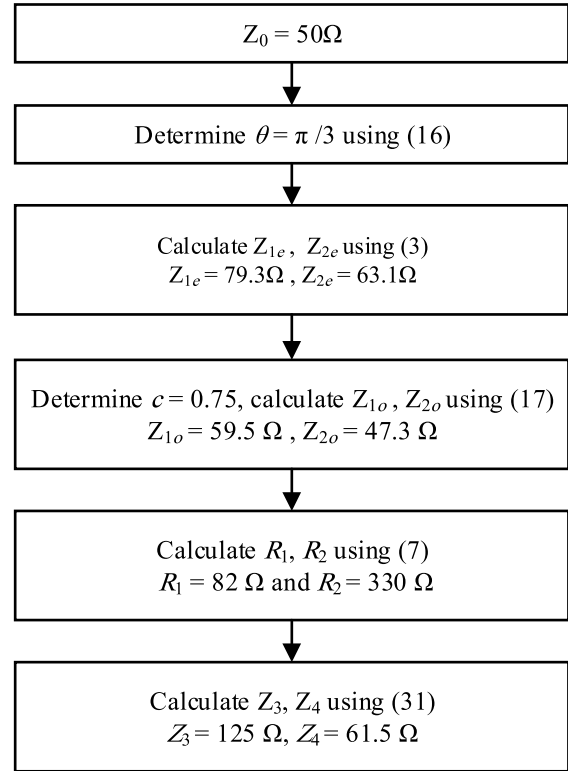 Z₀ = 50Ω
Determine θ = π /3 using (16)
Calculate Z₁ₑ , Z₂ₑ using (3)
Z₁ₑ = 79.3Ω , Z₂ₑ = 63.1Ω
Determine c = 0.75, calculate Z₁ₒ , Z₂ₒ using (17)
Z₁ₒ = 59.5 Ω , Z₂ₒ = 47.3 Ω
Calculate R₁, R₂ using (7)
R₁ = 82 Ω and R₂ = 330 Ω
Calculate Z₃, Z₄ using (31)
Z₃ = 125 Ω, Z₄ = 61.5 Ω